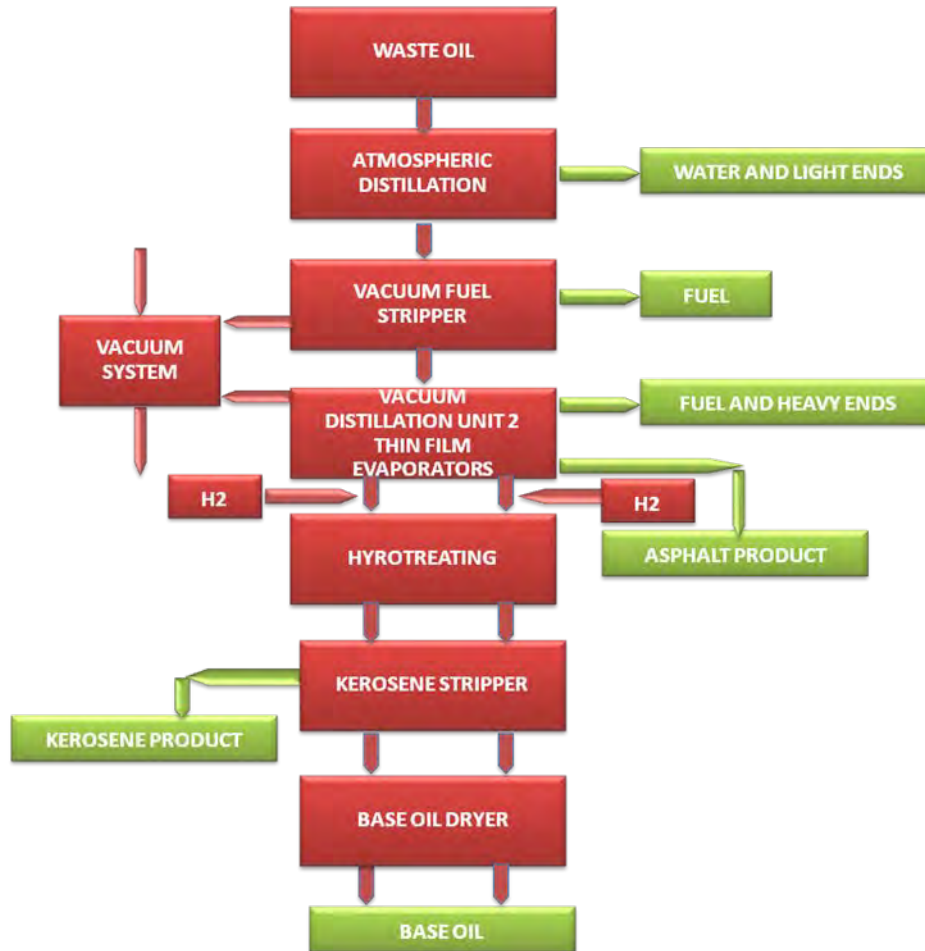 WASTE OIL
ATMOSPHERIC
DISTILLATION
WATER AND LIGHT ENDS
VACUUM FUEL
STRIPPER
FUEL
VACUUM
SYSTEM
VACUUM
DISTILLATION UNIT 2
THIN FILM
EVAPORATORS
FUEL AND HEAVY ENDS
H2
H2
HYROTREATING
ASPHALT PRODUCT
KEROSENE STRIPPER
KEROSENE PRODUCT
BASE OIL DRYER
BASE OIL